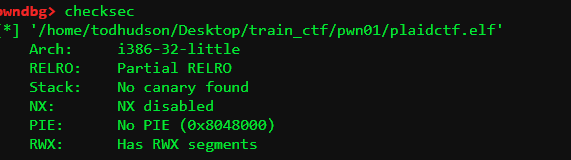 pwndbg> checksec
[*] '/home/todhudson/Desktop/train_ctf/pwn01/plaidctf.elf'
Arch: i386-32-little
RELRO: Partial RELRO
Stack: No canary found
NX: NX disabled
PIE: No PIE (0x8048000)
RWX: Has RWX segments